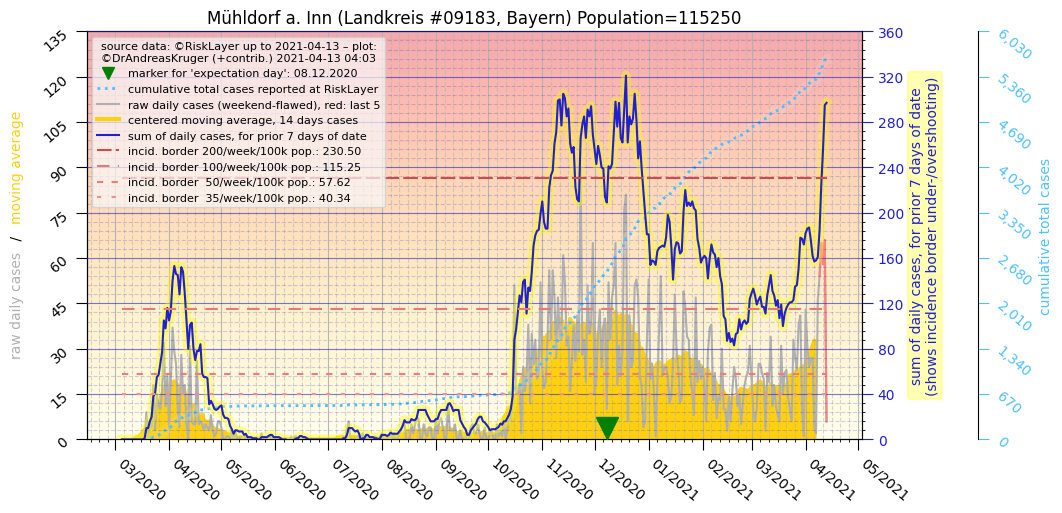 Mühldorf a. Inn (Landkreis #09183, Bayern) Population=115250
source data: ©RiskLayer up to 2021-04-13 – plot:
©DrAndreasKruger (+contrib.) 2021-04-13 04:03
marker for 'expectation day': 08.12.2020
cumulative total cases reported at RiskLayer
raw daily cases (weekend-flawed), red: last 5
centered moving average, 14 days cases
sum of daily cases, for prior 7 days of date
incid. border 200/week/100k pop.: 230.50
incid. border 100/week/100k pop.: 115.25
incid. border  50/week/100k pop.: 57.62
incid. border  35/week/100k pop.: 40.34
raw daily cases  /  moving average
135
120
105
90
75
60
45
30
15
0
03/2020
04/2020
05/2020
06/2020
07/2020
08/2020
09/2020
10/2020
11/2020
12/2020
01/2021
02/2021
03/2021
04/2021
05/2021
360
320
280
240
200
160
120
80
40
0
sum of daily cases, for prior 7 days of date
(shows incidence border under-/overshooting)
6,030
5,360
4,690
4,020
3,350
2,680
2,010
1,340
670
0
cumulative total cases